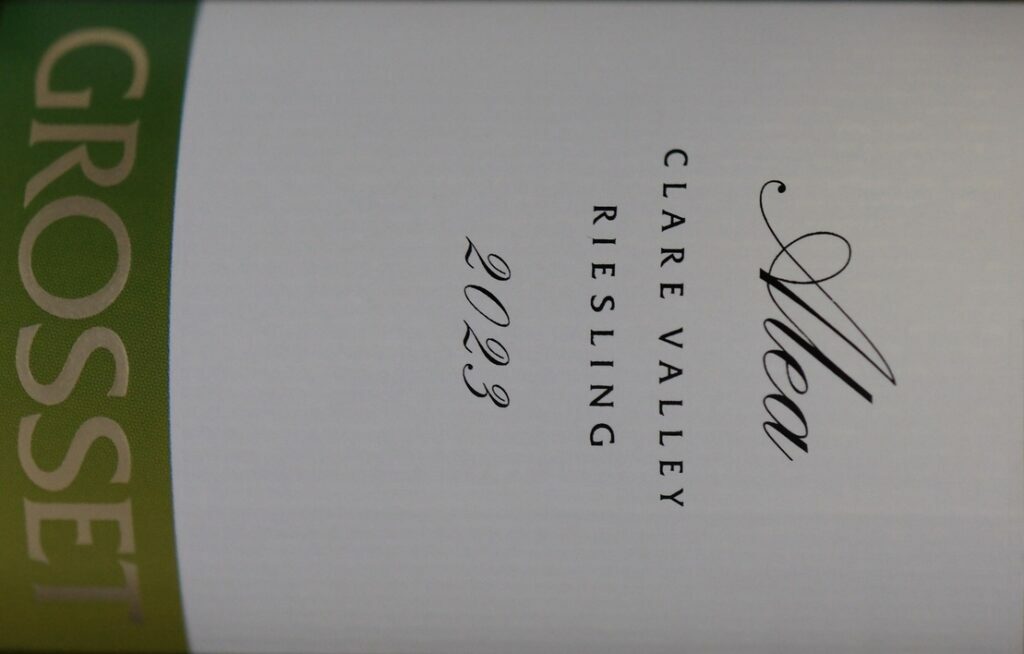 Alea
CLARE VALLEY
RIESLING
2023
GROSSET